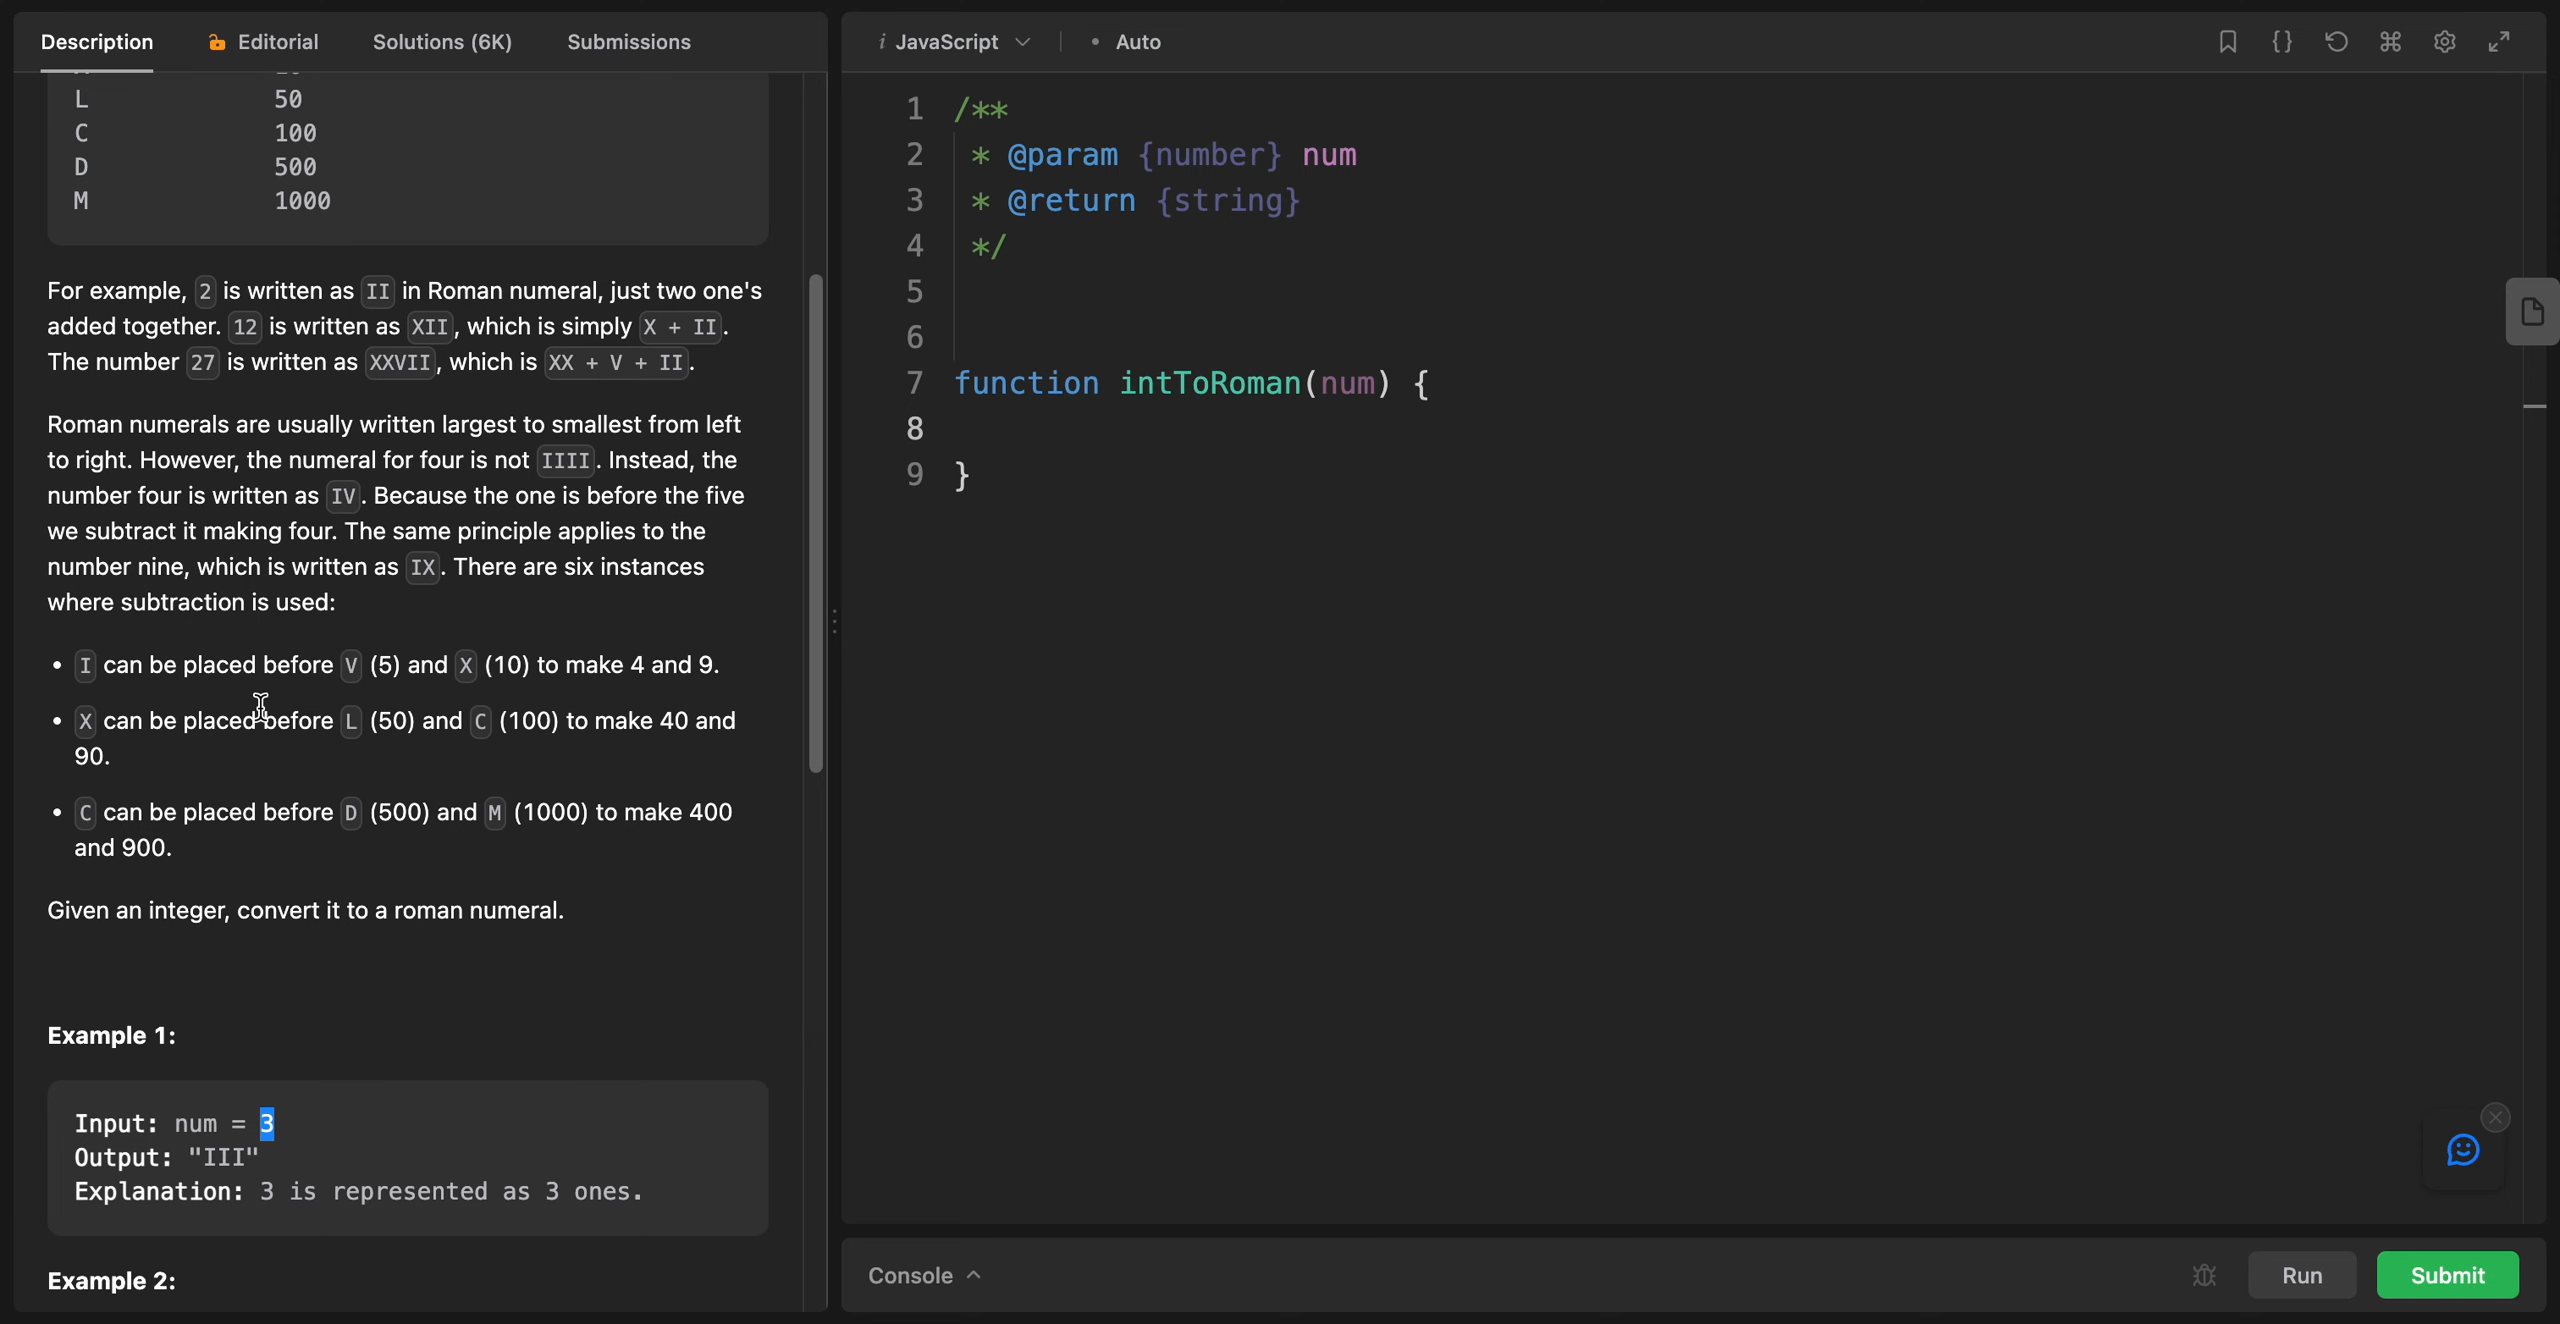 Description Editorial Solutions (6K) Submissions
L 50
C 100
D 500
M 1000
For example, 2 is written as II in Roman numeral, just two one's
added together. 12 is written as XII, which is simply X + II.
The number 27 is written as XXVII, which is XX + V + II.
Roman numerals are usually written largest to smallest from left
to right. However, the numeral for four is not IIII. Instead, the
number four is written as IV. Because the one is before the five
we subtract it making four. The same principle applies to the
number nine, which is written as IX. There are six instances
where subtraction is used:
• I can be placed before V (5) and X (10) to make 4 and 9.
• X can be placed before L (50) and C (100) to make 40 and
90.
• C can be placed before D (500) and M (1000) to make 400
and 900.
Given an integer, convert it to a roman numeral.
Example 1:
Input: num = 3
Output: "III"
Explanation: 3 is represented as 3 ones.
Example 2:
i JavaScript • Auto
1 /**
2 * @param {number} num
3 * @return {string}
4 */
5
6
7 function intToRoman(num) {
8
9 }
Console Run Submit